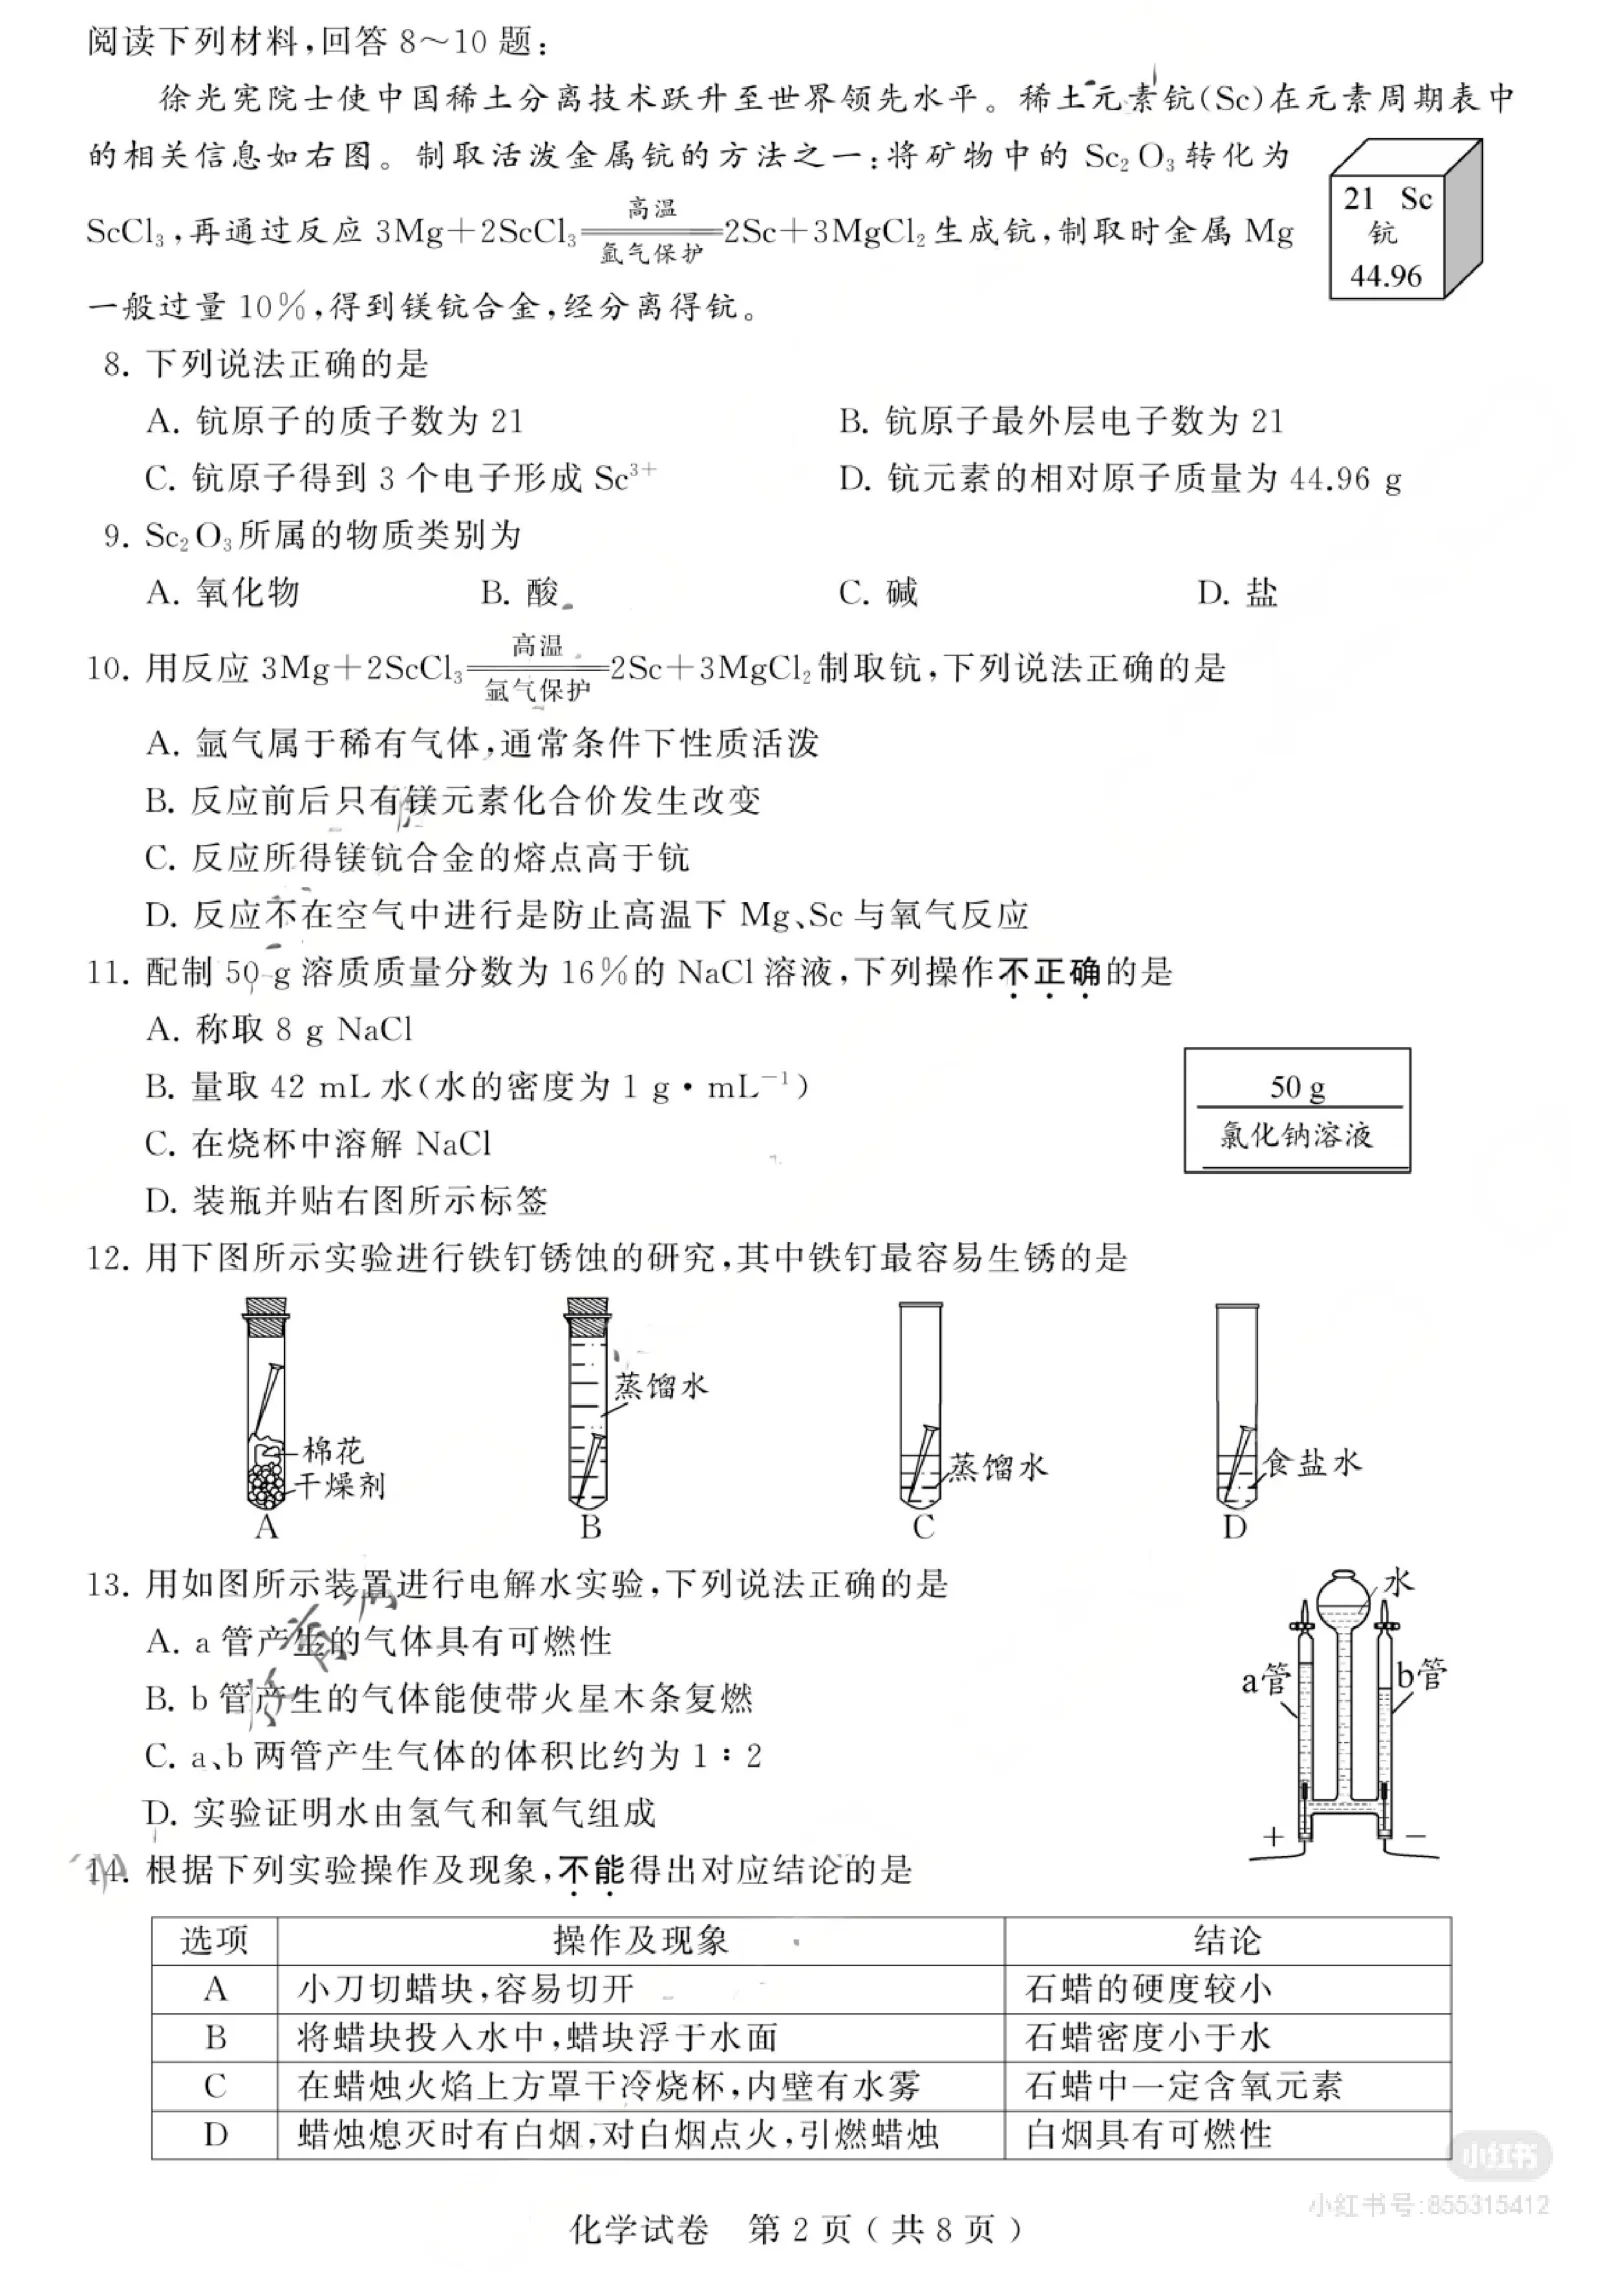 阅读下列材料,回答8～10题:
徐光宪院士使中国稀土分离技术跃升至世界领先水平。稀土元素钪(Sc)在元素周期表中
的相关信息如右图。制取活泼金属钪的方法之一:将矿物中的Sc₂O₃转化为
ScCl₃,再通过反应3Mg+2ScCl₃ 高温 氩气保护 2Sc+3MgCl₂生成钪,制取时金属Mg
一般过量10%,得到镁钪合金,经分离得钪。
21 Sc
钪
44.96
8. 下列说法正确的是
A. 钪原子的质子数为21 B. 钪原子最外层电子数为21
C. 钪原子得到3个电子形成Sc³⁺ D. 钪元素的相对原子质量为44.96 g
9. Sc₂O₃所属的物质类别为
A. 氧化物 B. 酸 C. 碱 D. 盐
10. 用反应3Mg+2ScCl₃ 高温 氩气保护 2Sc+3MgCl₂制取钪,下列说法正确的是
A. 氩气属于稀有气体,通常条件下性质活泼
B. 反应前后只有镁元素化合价发生改变
C. 反应所得镁钪合金的熔点高于钪
D. 反应不在空气中进行是防止高温下Mg、Sc与氧气反应
11. 配制50 g溶质质量分数为16%的NaCl溶液,下列操作不正确的是
A. 称取8 g NaCl
B. 量取42 mL水(水的密度为1 g·mL⁻¹)
C. 在烧杯中溶解NaCl
D. 装瓶并贴右图所示标签
50 g
氯化钠溶液
12. 用下图所示实验进行铁钉锈蚀的研究,其中铁钉最容易生锈的是
棉花
干燥剂
A
蒸馏水
B
蒸馏水
C
食盐水
D
13. 用如图所示装置进行电解水实验,下列说法正确的是
A. a管产生的气体具有可燃性
B. b管产生的气体能使带火星木条复燃
C. a、b两管产生气体的体积比约为1:2
D. 实验证明水由氢气和氧气组成
水
a管
b管
+ −
14. 根据下列实验操作及现象,不能得出对应结论的是
选项 操作及现象 结论
A 小刀切蜡块,容易切开 石蜡的硬度较小
B 将蜡块投入水中,蜡块浮于水面 石蜡密度小于水
C 在蜡烛火焰上方罩干冷烧杯,内壁有水雾 石蜡中一定含氧元素
D 蜡烛熄灭时有白烟,对白烟点火,引燃蜡烛 白烟具有可燃性
小红书
小红书号:855315412
化学试卷 第2页(共8页)